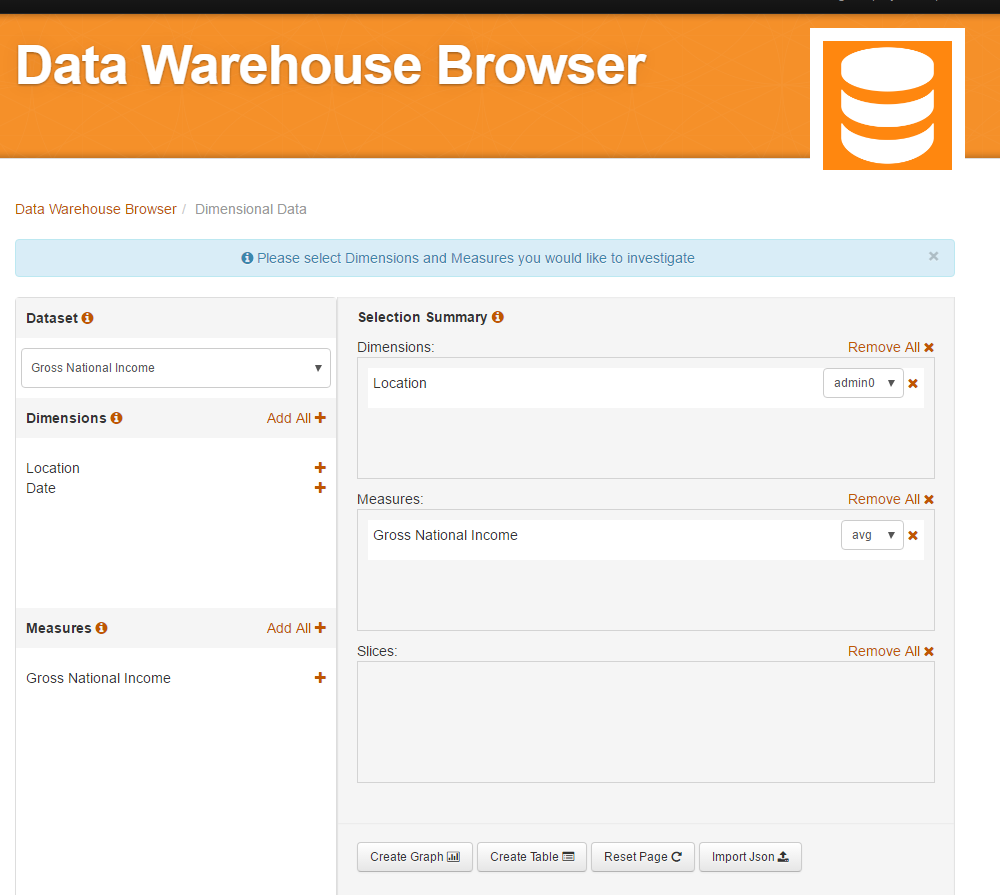 Data Warehouse Browser
Data Warehouse Browser / Dimensional Data
Please select Dimensions and Measures you would like to investigate ×
Dataset
Gross National Income
Dimensions Add All
Location
Date
Measures Add All
Gross National Income
Selection Summary
Dimensions: Remove All
Location admin0
Measures: Remove All
Gross National Income avg
Slices: Remove All
Create Graph Create Table Reset Page Import Json